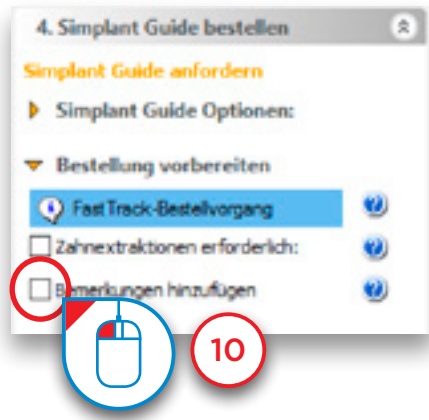 4. Simplant Guide bestellen
Simplant Guide anfordern
Simplant Guide Optionen:
Bestellung vorbereiten
FastTrack-Bestellvorgang
Zahnextraktionen erforderlich:
Bemerkungen hinzufügen
10